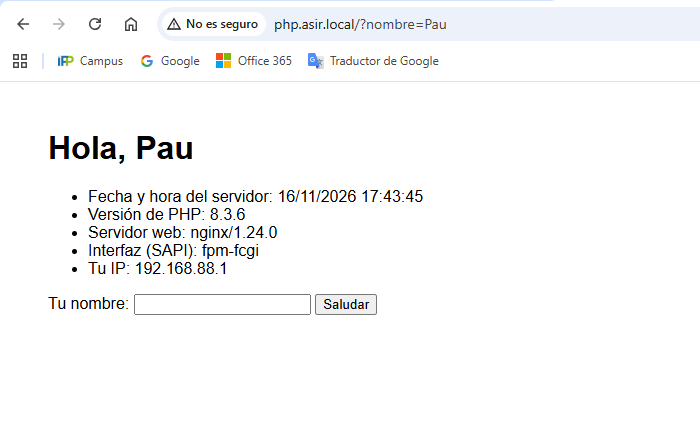 No es seguro php.asir.local/?nombre=Pau
IFP Campus Google Office 365 Traductor de Google
Hola, Pau
Fecha y hora del servidor: 16/11/2026 17:43:45
Versión de PHP: 8.3.6
Servidor web: nginx/1.24.0
Interfaz (SAPI): fpm-fcgi
Tu IP: 192.168.88.1
Tu nombre: Saludar